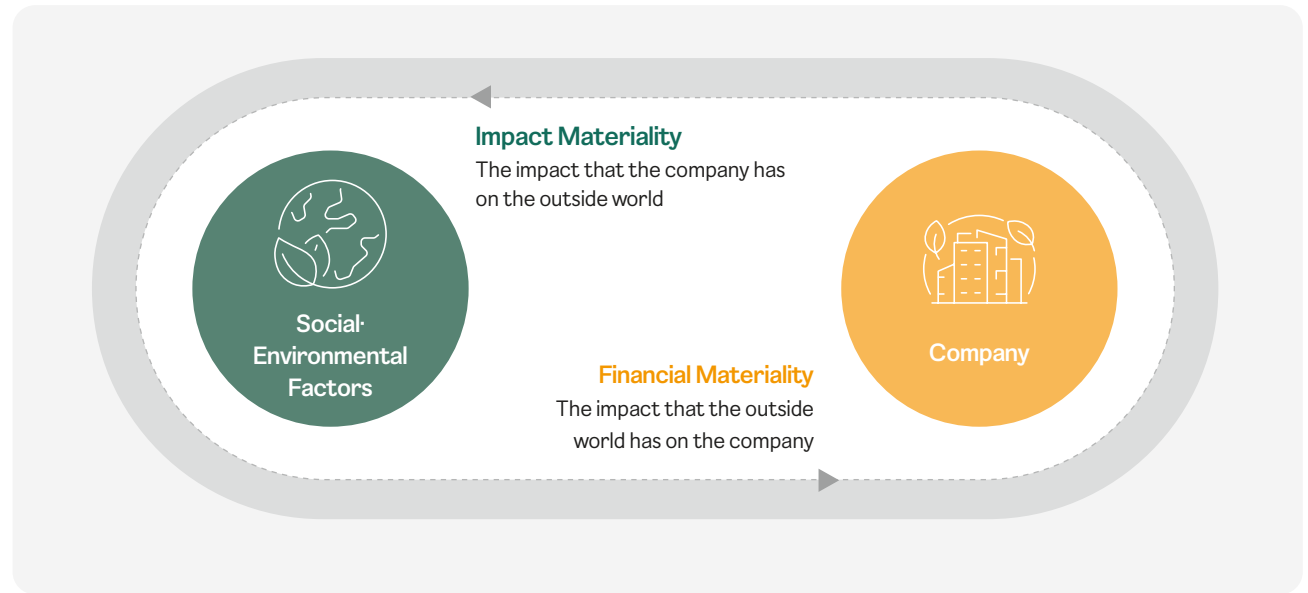 Impact Materiality
The impact that the company has
on the outside world
Social·
Environmental
Factors
Company
Financial Materiality
The impact that the outside
world has on the company